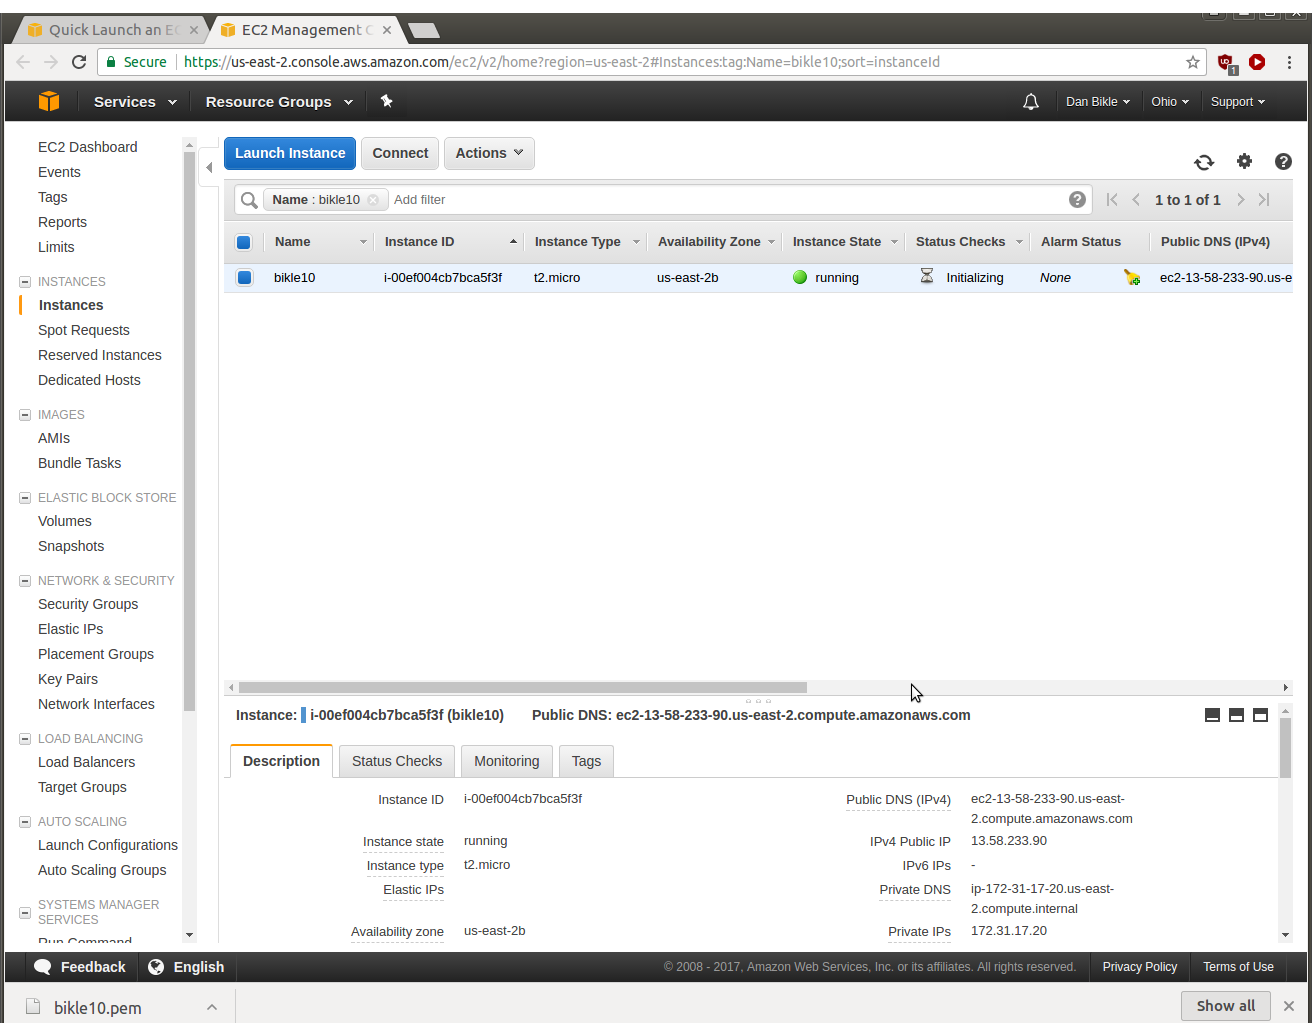 Quick Launch an EC
EC2 Management C
Secure https://us-east-2.console.aws.amazon.com/ec2/v2/home?region=us-east-2#Instances:tag:Name=bikle10;sort=instanceId
1
Services Resource Groups Dan Bikle Ohio Support
EC2 Dashboard
Events
Tags
Reports
Limits
INSTANCES
Instances
Spot Requests
Reserved Instances
Dedicated Hosts
IMAGES
AMIs
Bundle Tasks
ELASTIC BLOCK STORE
Volumes
Snapshots
NETWORK & SECURITY
Security Groups
Elastic IPs
Placement Groups
Key Pairs
Network Interfaces
LOAD BALANCING
Load Balancers
Target Groups
AUTO SCALING
Launch Configurations
Auto Scaling Groups
SYSTEMS MANAGER
SERVICES
Run Command
Launch Instance Connect Actions
Name : bikle10 Add filter 1 to 1 of 1
Name Instance ID Instance Type Availability Zone Instance State Status Checks Alarm Status Public DNS (IPv4)
bikle10 i-00ef004cb7bca5f3f t2.micro us-east-2b running Initializing None ec2-13-58-233-90.us-e
Instance: i-00ef004cb7bca5f3f (bikle10) Public DNS: ec2-13-58-233-90.us-east-2.compute.amazonaws.com
Description Status Checks Monitoring Tags
Instance ID i-00ef004cb7bca5f3f
Instance state running
Instance type t2.micro
Elastic IPs
Availability zone us-east-2b
Public DNS (IPv4) ec2-13-58-233-90.us-east-
2.compute.amazonaws.com
IPv4 Public IP 13.58.233.90
IPv6 IPs -
Private DNS ip-172-31-17-20.us-east-
2.compute.internal
Private IPs 172.31.17.20
Feedback English © 2008 - 2017, Amazon Web Services, Inc. or its affiliates. All rights reserved. Privacy Policy Terms of Use
bikle10.pem Show all